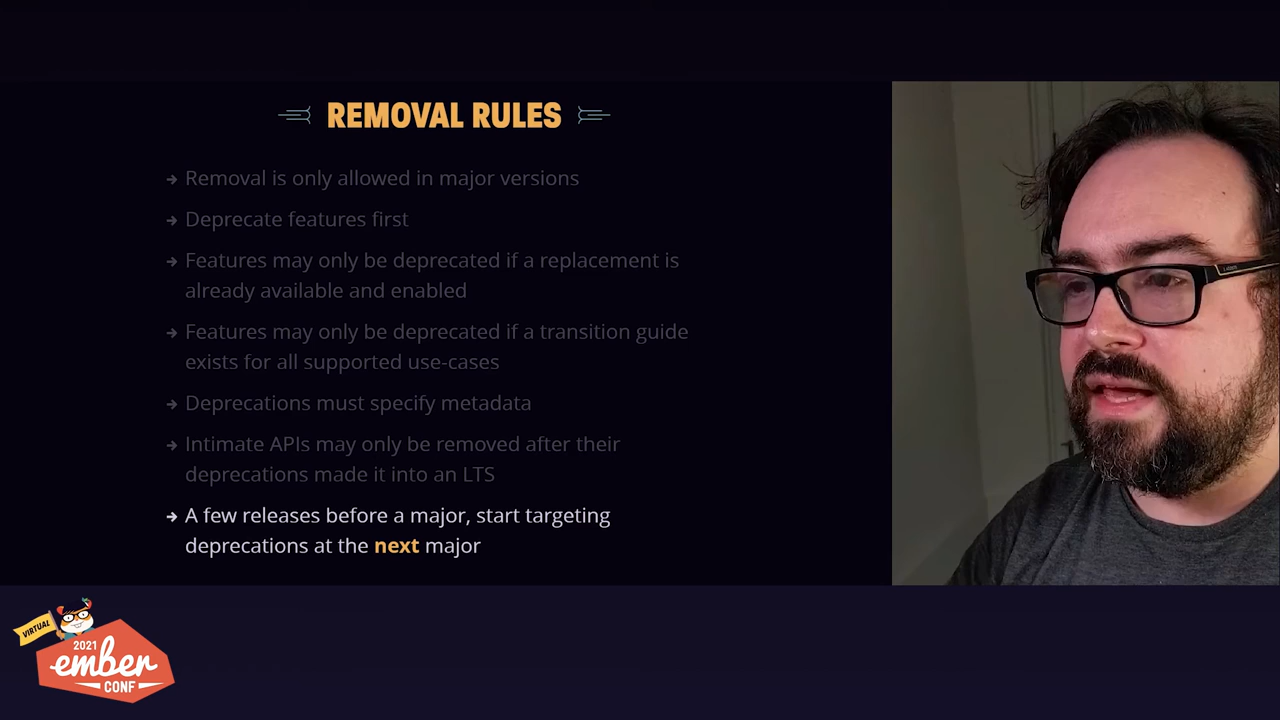 REMOVAL RULES
→ Removal is only allowed in major versions
→ Deprecate features first
→ Features may only be deprecated if a replacement is
already available and enabled
→ Features may only be deprecated if a transition guide
exists for all supported use-cases
→ Deprecations must specify metadata
→ Intimate APIs may only be removed after their
deprecations made it into an LTS
→ A few releases before a major, start targeting
deprecations at the next major
VIRTUAL
2021
ember
CONF